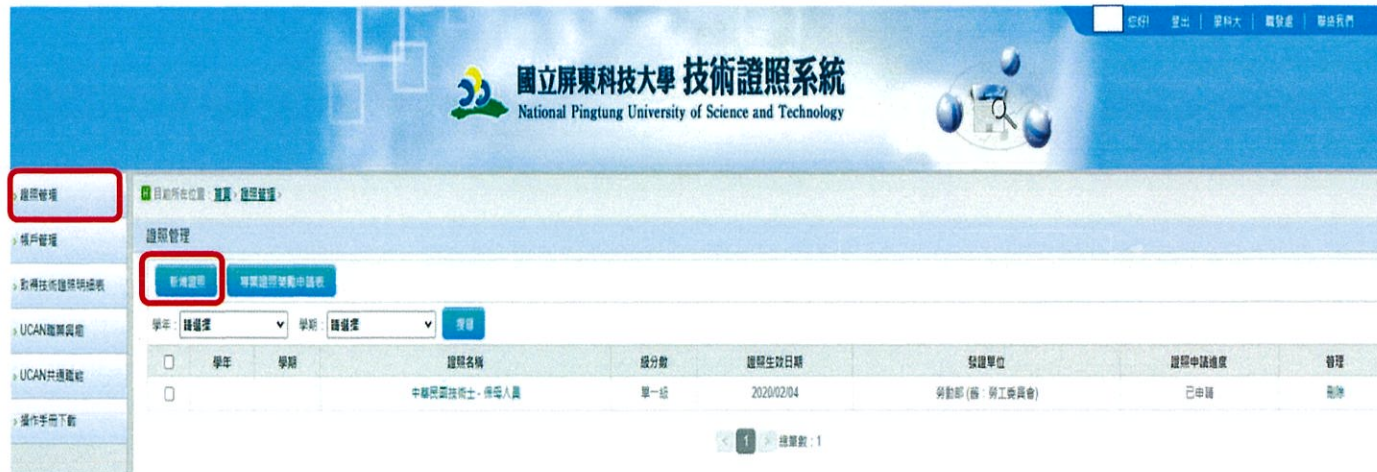 您好! 登出 | 屏科大 | 職發處 | 聯絡我們
國立屏東科技大學 技術證照系統
National Pingtung University of Science and Technology
證照管理
目前所在位置 : 首頁 > 證照管理 >
帳戶管理
證照管理
取得技術證照明細表
新增證照 專業證照獎勵申請表
UCAN職業興趣
學年 : 請選擇 學期 : 請選擇 搜尋
學年 學期 證照名稱 級分數 證照生效日期 發證單位 證照申請進度 管理
UCAN共通職能
中華民國技術士 - 保母人員 單一級 2020/02/04 勞動部 (舊 : 勞工委員會) 已申請 刪除
操作手冊下載
< 1 > 總筆數 : 1